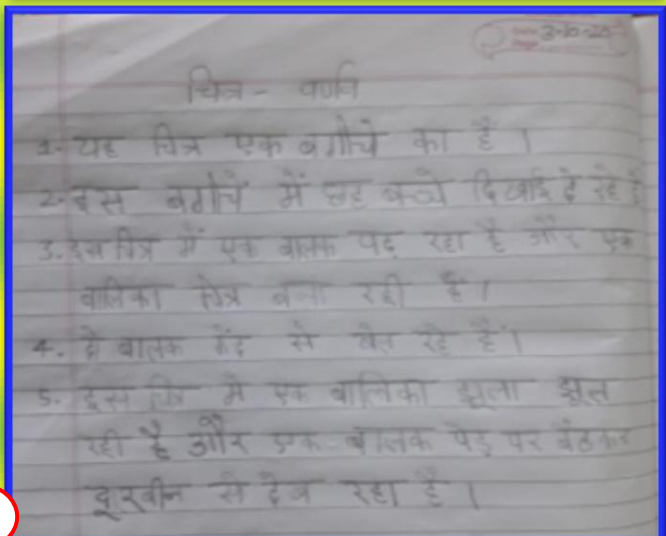 3-10-20
चित्र - वर्णन
1. यह चित्र एक बगीचे का है ।
2. इस बगीचे में छह बच्चे दिखाई दे रहे है
3. इस चित्र में एक बालक पढ़ रहा है और एक
बालिका चित्र बना रही है ।
4. दो बालक गेंद से खेल रहे हैं ।
5. इस चित्र में एक बालिका झूला झूल
रही है और एक बालक पेड़ पर बैठकर
दूरबीन से देख रहा है ।